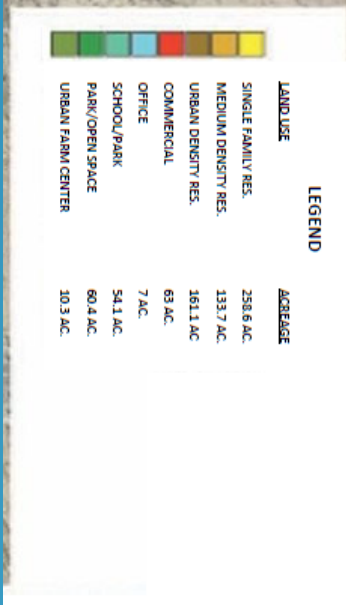 LEGEND
LAND USE ACREAGE
SINGLE FAMILY RES. 258.6 AC.
MEDIUM DENSITY RES. 133.7 AC.
URBAN DENSITY RES. 161.1 AC
COMMERCIAL 63 AC.
OFFICE 7 AC.
SCHOOL/PARK 54.1 AC.
PARK/OPEN SPACE 60.4 AC.
URBAN FARM CENTER 10.3 AC.